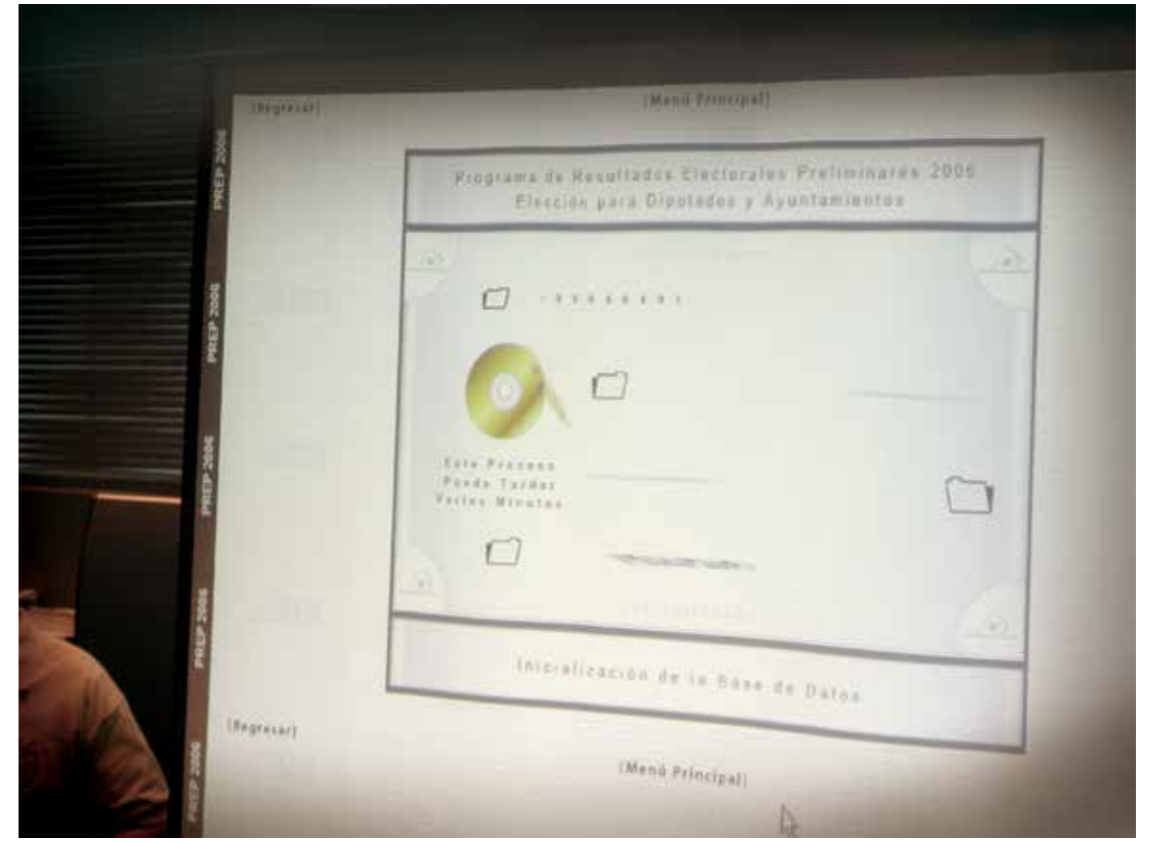 [Regresar]
[Menú Principal]
PREP 2006
Programa de Resultados Electorales Preliminares 2006
Elección para Diputados y Ayuntamientos
PREP 2006
Este Proceso
Puede Tardar
Varios Minutos
PREP 2006
PREP 2006
Inicialización de la Base de Datos
[Regresar]
[Menú Principal]
PREP 2006